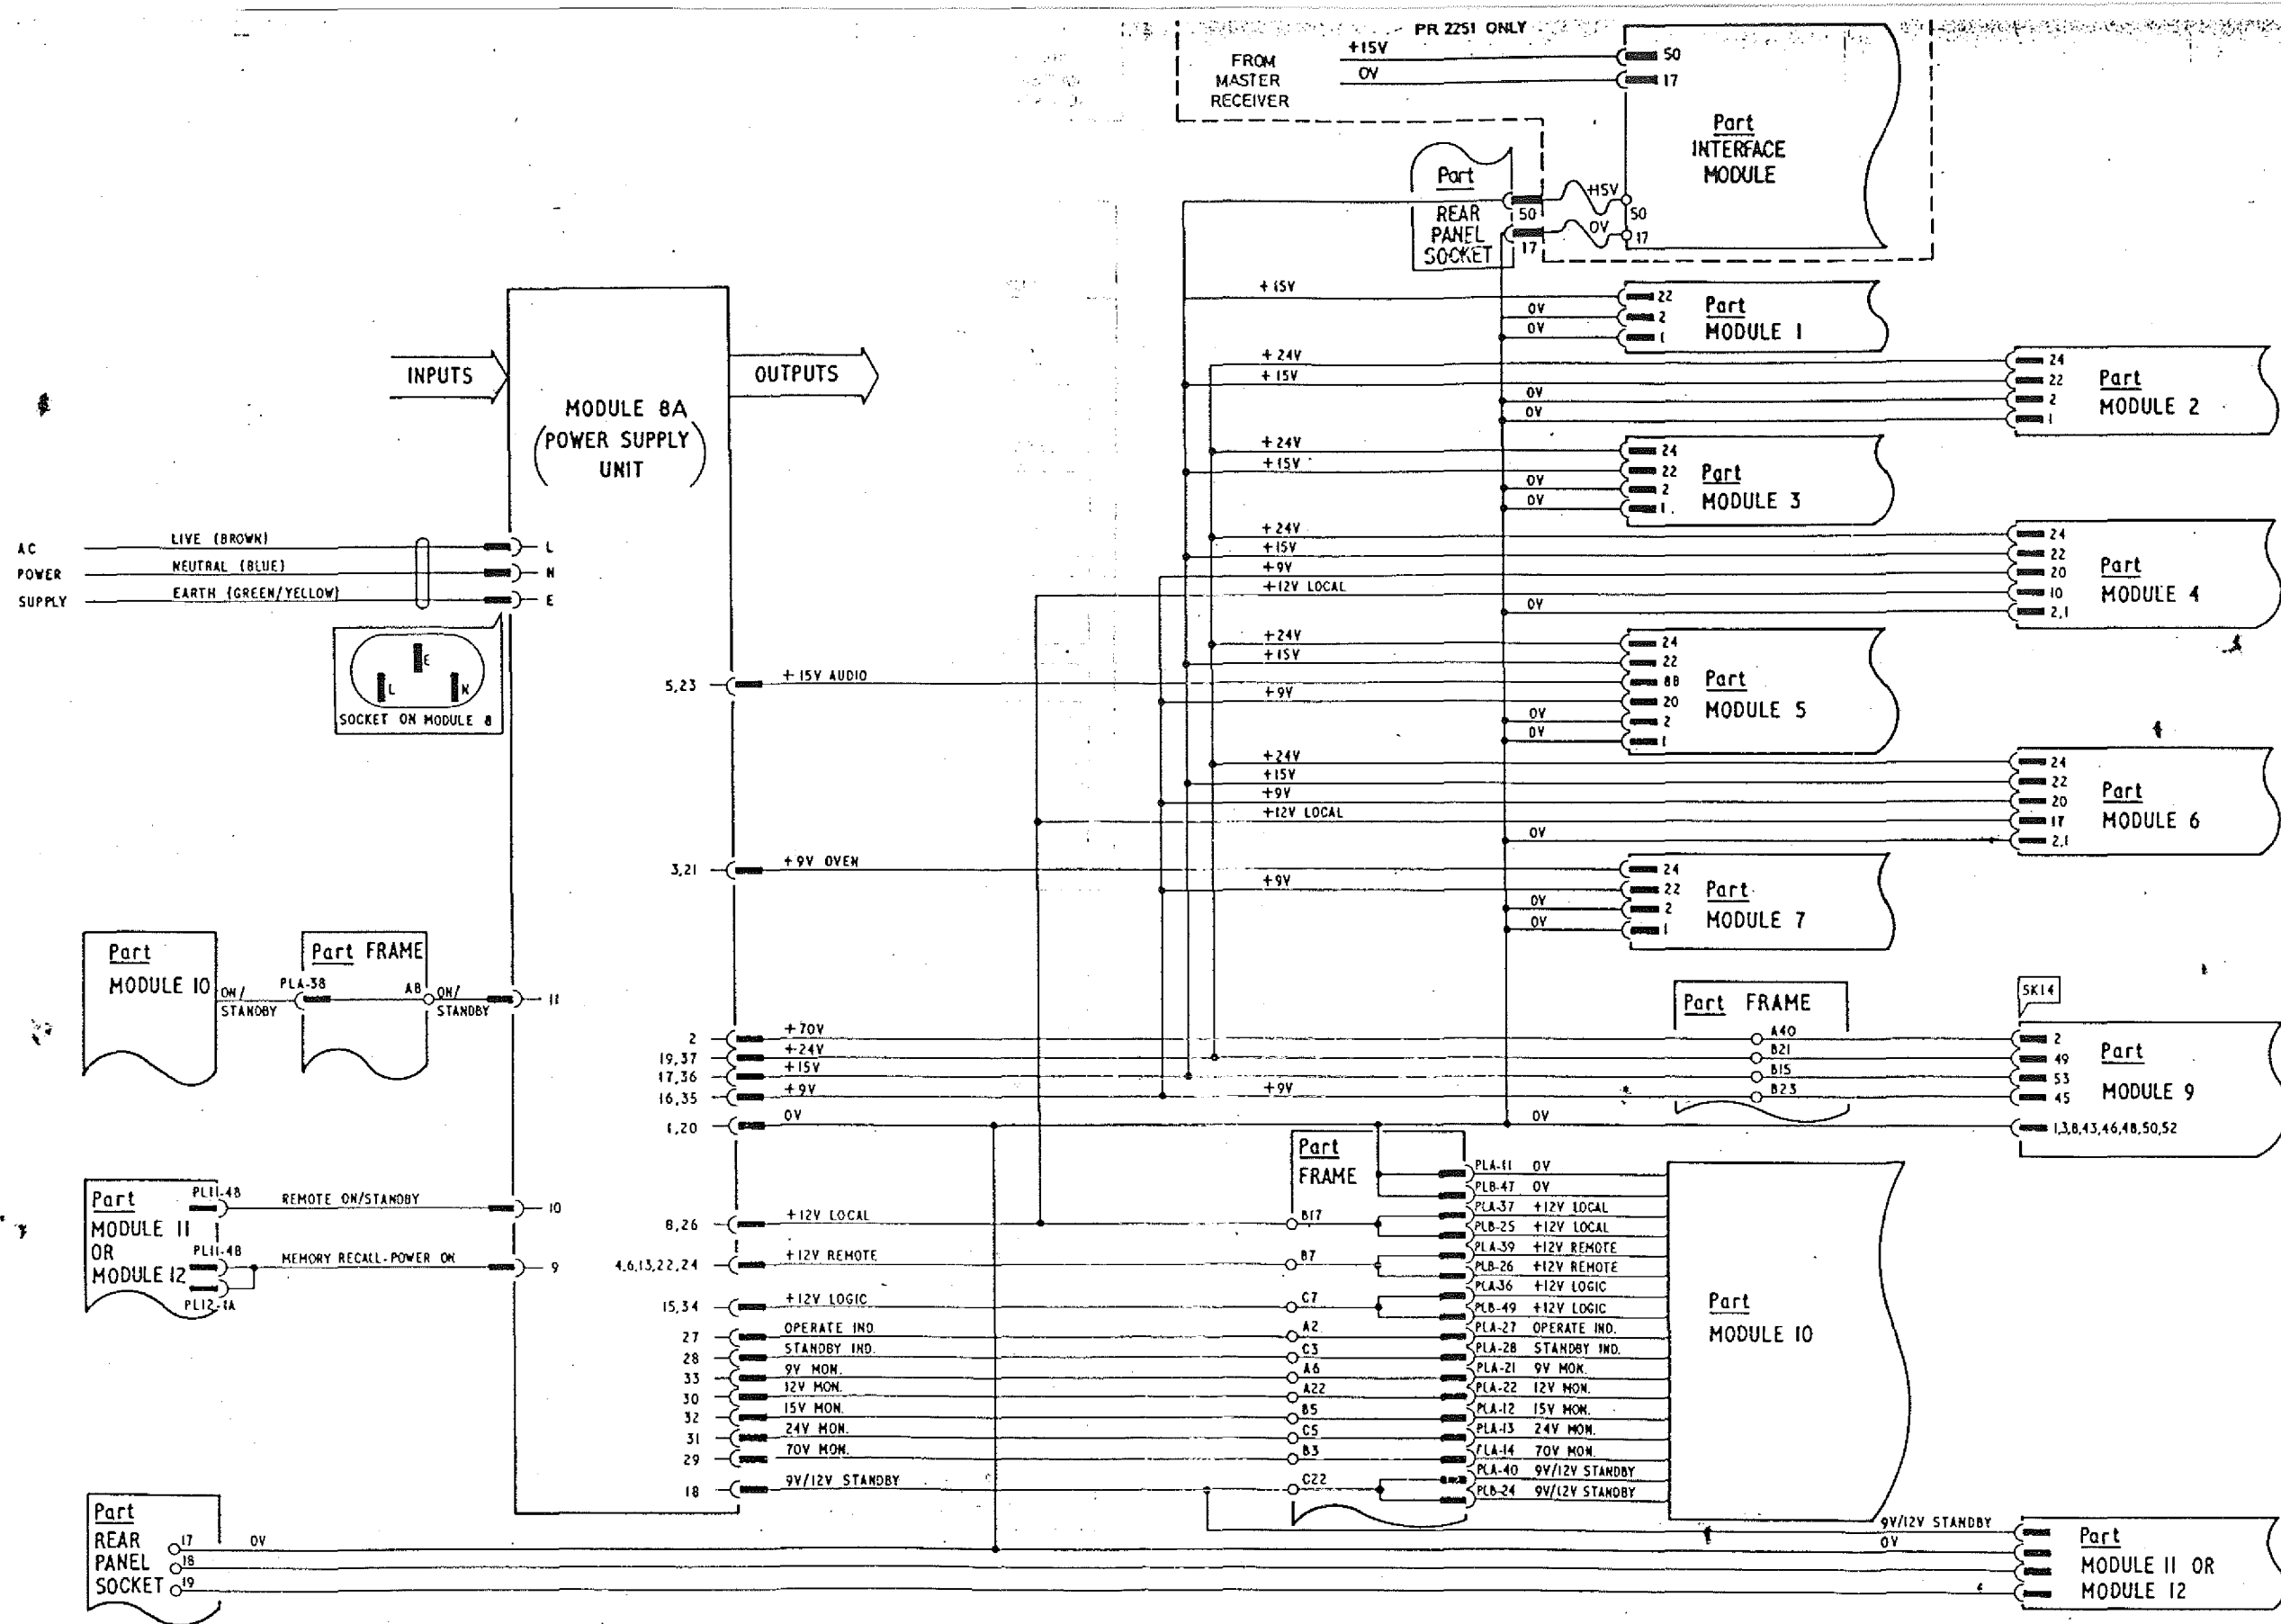 PR 2251 ONLY
FROM
MASTER
RECEIVER
+15V
0V
50
17
Part
INTERFACE
MODULE
Part
REAR
PANEL
SOCKET
50
17
+15V
0V
50
17
+15V
0V
0V
22
2
1
Part
MODULE 1
+24V
+15V
0V
0V
24
22
2
1
Part
MODULE 2
+24V
+15V
0V
0V
24
22
2
1
Part
MODULE 3
+24V
+15V
+9V
+12V LOCAL
0V
24
22
20
10
2,1
Part
MODULE 4
+24V
+15V
+9V
0V
0V
24
22
8B
20
2
1
Part
MODULE 5
+24V
+15V
+9V
+12V LOCAL
0V
24
22
20
17
2,1
Part
MODULE 6
+9V
0V
0V
24
22
2
1
Part
MODULE 7
INPUTS
OUTPUTS
MODULE 8A
(POWER SUPPLY)
UNIT
AC
POWER
SUPPLY
LIVE (BROWN)
NEUTRAL (BLUE)
EARTH (GREEN/YELLOW)
L
N
E
E
L
N
SOCKET ON MODULE 8
5,23
+15V AUDIO
3,21
+9V OVEN
Part
MODULE 10
ON/
STANDBY
PLA-38
Part FRAME
A8
ON/
STANDBY
11
2
+70V
19,37
+24V
17,36
+15V
16,35
+9V
+9V
1,20
0V
0V
Part FRAME
A40
B21
B15
B23
SK14
2
49
53
45
1,3,8,43,46,48,50,52
Part
MODULE 9
Part
MODULE 11
OR
MODULE 12
PL11-48
REMOTE ON/STANDBY
10
PL11-4B
MEMORY RECALL-POWER ON
9
PL12-1A
8,26
+12V LOCAL
4,6,13,22,24
+12V REMOTE
15,34
+12V LOGIC
27
OPERATE IND.
28
STANDBY IND.
33
9V MON.
30
12V MON.
32
15V MON.
31
24V MON.
29
70V MON.
18
9V/12V STANDBY
Part
FRAME
B17
B7
C7
A2
C3
A6
A22
B5
C5
B3
C22
PLA-11 0V
PLB-47 0V
PLA-37 +12V LOCAL
PLB-25 +12V LOCAL
PLA-39 +12V REMOTE
PLB-26 +12V REMOTE
PLA-36 +12V LOGIC
PLB-49 +12V LOGIC
PLA-27 OPERATE IND.
PLA-28 STANDBY IND.
PLA-21 9V MON.
PLA-22 12V MON.
PLA-12 15V MON.
PLA-13 24V MON.
PLA-14 70V MON.
PLA-40 9V/12V STANDBY
PLB-24 9V/12V STANDBY
Part
MODULE 10
Part
REAR
PANEL
SOCKET
17
18
19
0V
9V/12V STANDBY
0V
Part
MODULE 11 OR
MODULE 12